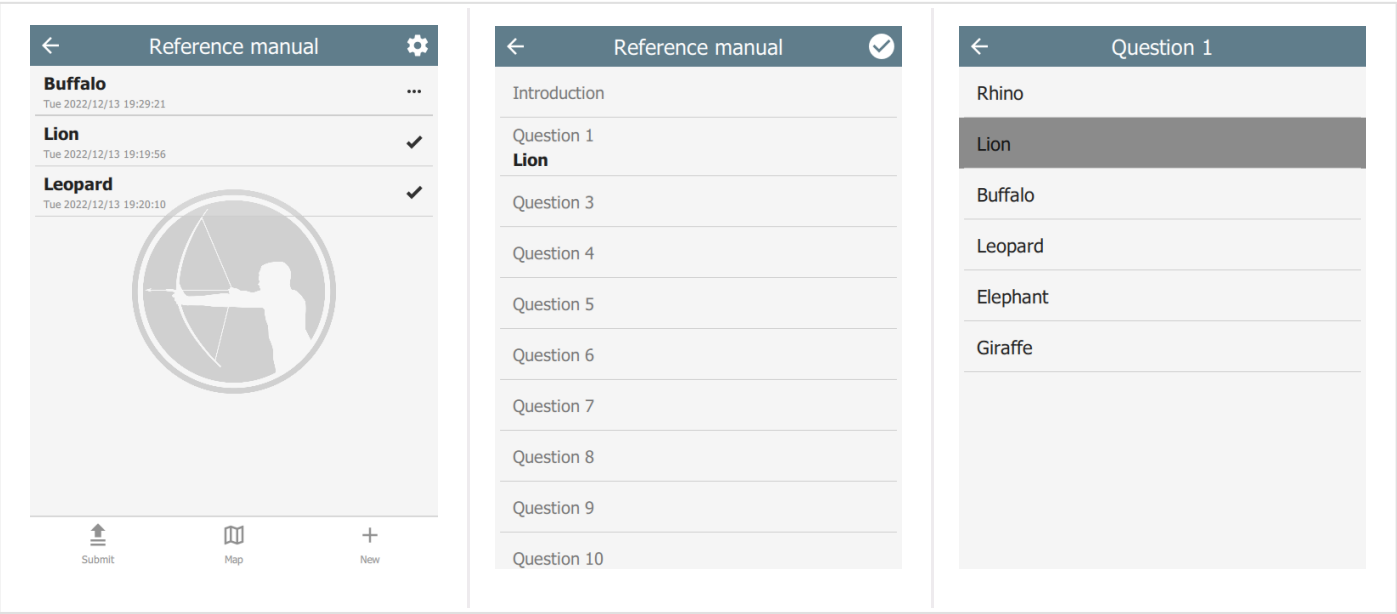 Reference manual
Buffalo
Tue 2022/12/13 19:29:21
Lion
Tue 2022/12/13 19:19:56
Leopard
Tue 2022/12/13 19:20:10
Submit
Map
New
Reference manual
Introduction
Question 1
Lion
Question 3
Question 4
Question 5
Question 6
Question 7
Question 8
Question 9
Question 10
Question 1
Rhino
Lion
Buffalo
Leopard
Elephant
Giraffe